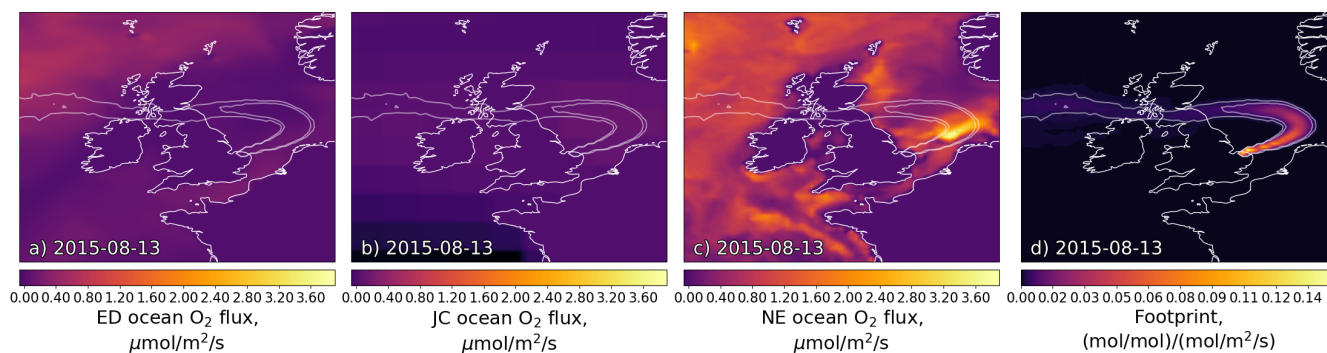 a) 2015-08-13
b) 2015-08-13
c) 2015-08-13
d) 2015-08-13
0.00 0.40 0.80 1.20 1.60 2.00 2.40 2.80 3.20 3.60
0.00 0.40 0.80 1.20 1.60 2.00 2.40 2.80 3.20 3.60
0.00 0.40 0.80 1.20 1.60 2.00 2.40 2.80 3.20 3.60
0.00 0.02 0.03 0.05 0.06 0.08 0.09 0.11 0.12 0.14
ED ocean O₂ flux,
μmol/m²/s
JC ocean O₂ flux,
μmol/m²/s
NE ocean O₂ flux,
μmol/m²/s
Footprint,
(mol/mol)/(mol/m²/s)